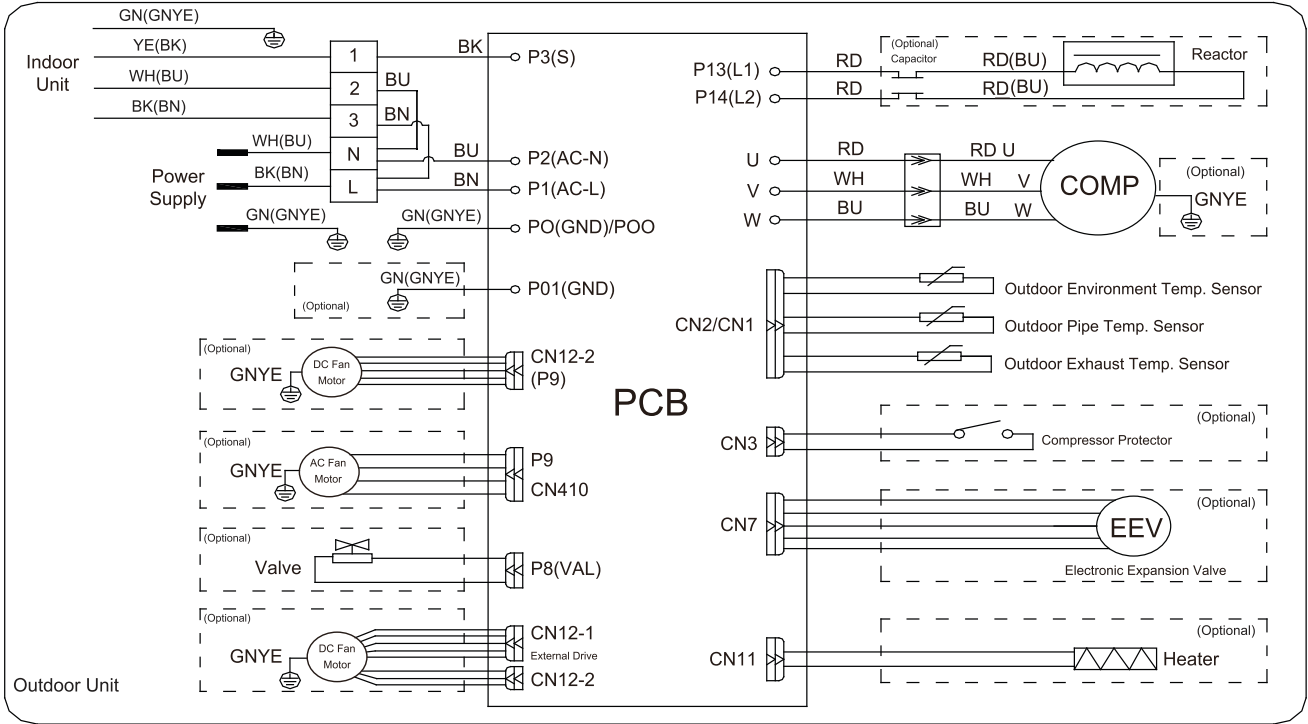 GN(GNYE)
Indoor
Unit
YE(BK)
WH(BU)
BK(BN)
1
2
3
N
L
BK
BU
BN
BU
BN
P3(S)
P2(AC-N)
P1(AC-L)
Power
Supply
WH(BU)
BK(BN)
GN(GNYE)
GN(GNYE)
PO(GND)/POO
GN(GNYE)
(Optional)
P01(GND)
(Optional)
GNYE
DC Fan
Motor
CN12-2
(P9)
(Optional)
GNYE
AC Fan
Motor
P9
CN410
(Optional)
Valve
P8(VAL)
(Optional)
GNYE
DC Fan
Motor
CN12-1
External Drive
CN12-2
Outdoor Unit
PCB
P13(L1)
P14(L2)
RD
RD
(Optional)
Capacitor
RD(BU)
RD(BU)
Reactor
U
V
W
RD
WH
BU
RD U
WH V
BU W
COMP
(Optional)
GNYE
CN2/CN1
Outdoor Environment Temp. Sensor
Outdoor Pipe Temp. Sensor
Outdoor Exhaust Temp. Sensor
CN3
(Optional)
Compressor Protector
CN7
(Optional)
EEV
Electronic Expansion Valve
CN11
(Optional)
Heater